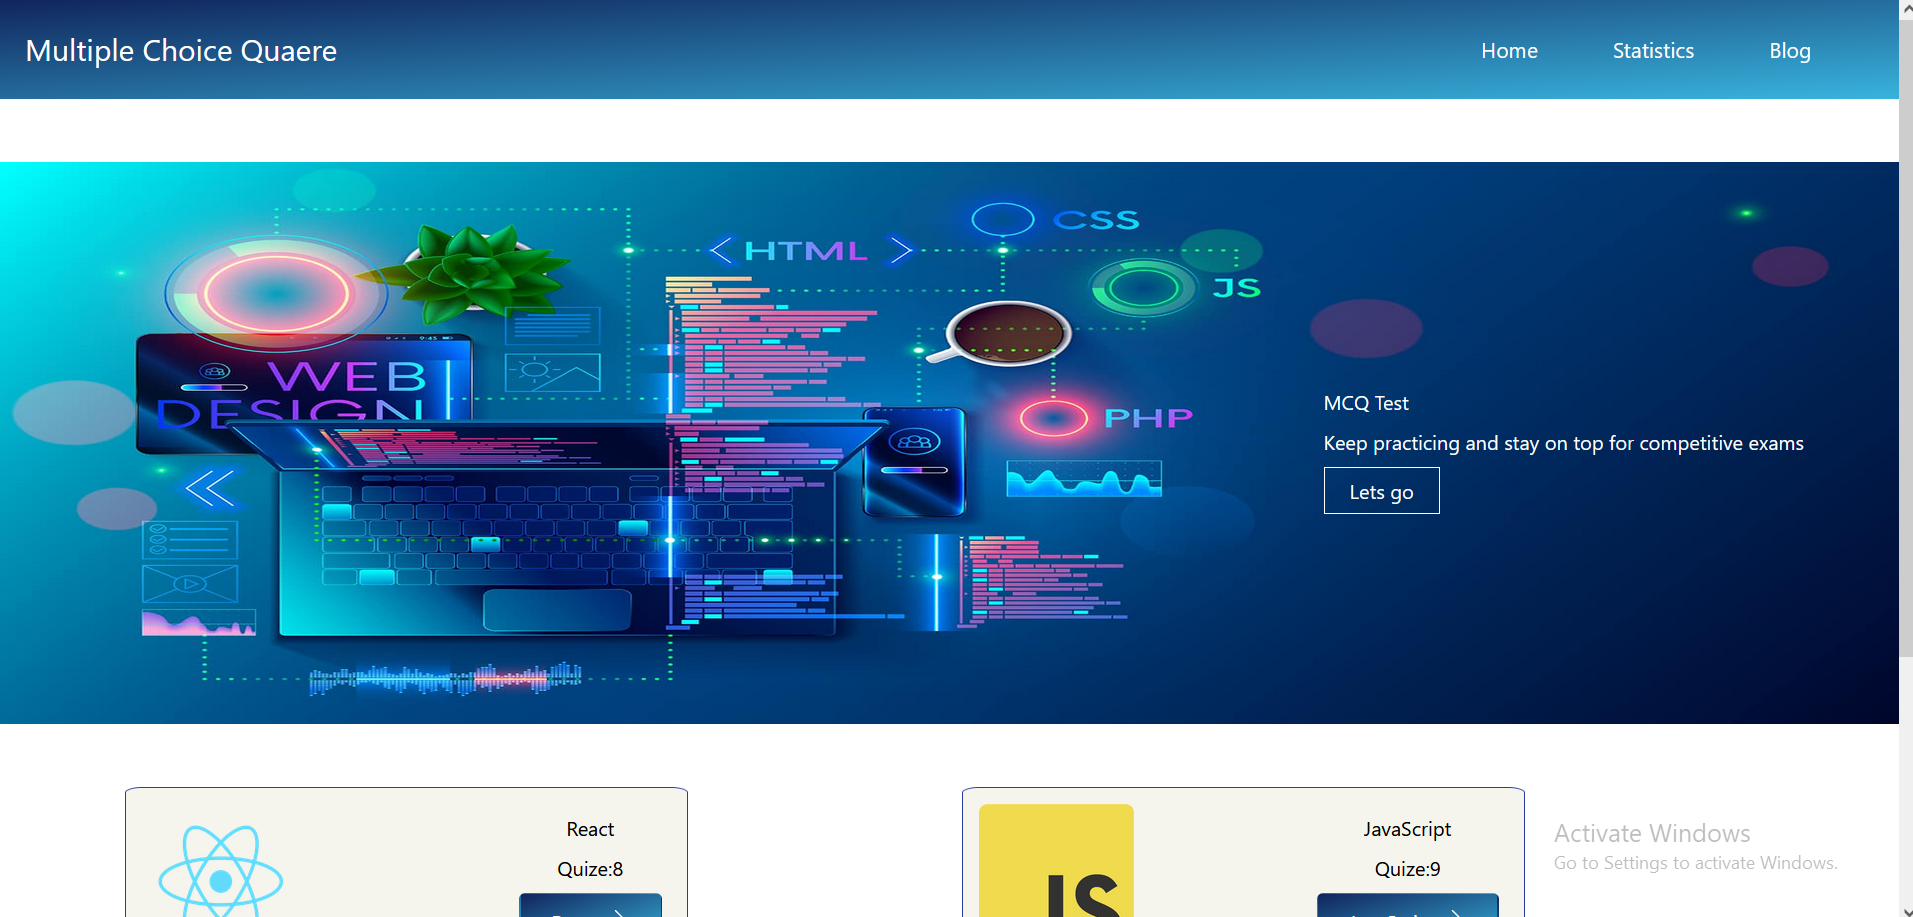 Multiple Choice Quaere
Home
Statistics
Blog
CSS
HTML
JS
9:45
WEB
DESIGN
PHP
MCQ Test
Keep practicing and stay on top for competitive exams
Lets go
React
Quize:8
JavaScript
Quize:9
JS
Activate Windows
Go to Settings to activate Windows.